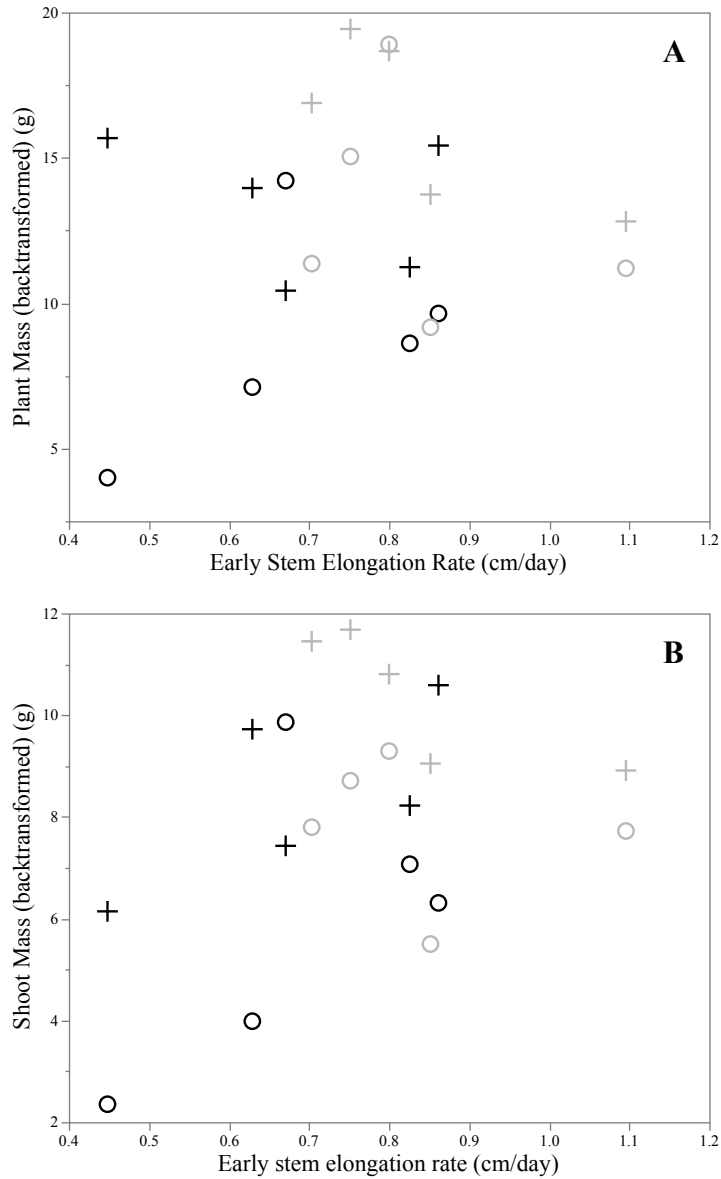 20
15
10
5
Plant Mass (backtransformed) (g)
A
0.4 0.5 0.6 0.7 0.8 0.9 1.0 1.1 1.2
Early Stem Elongation Rate (cm/day)
12
10
8
6
4
2
Shoot Mass (backtransformed) (g)
B
0.4 0.5 0.6 0.7 0.8 0.9 1.0 1.1 1.2
Early stem elongation rate (cm/day)